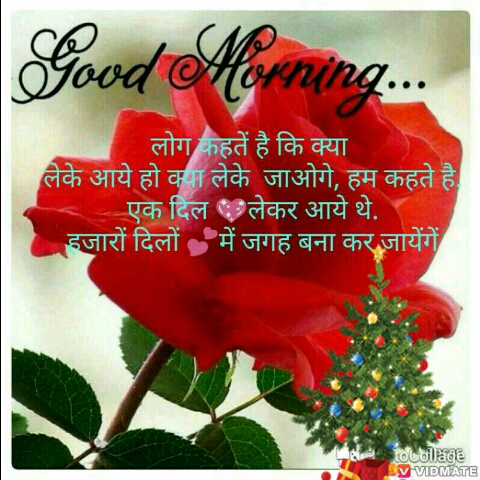 Good Morning...
लोग कहतें है कि क्या
लेके आये हो क्या लेके जाओगे, हम कहते है.
एक दिल 💖लेकर आये थे.
हजारों दिलों 💕में जगह बना कर जायेगें
toCollage
VIDMATE